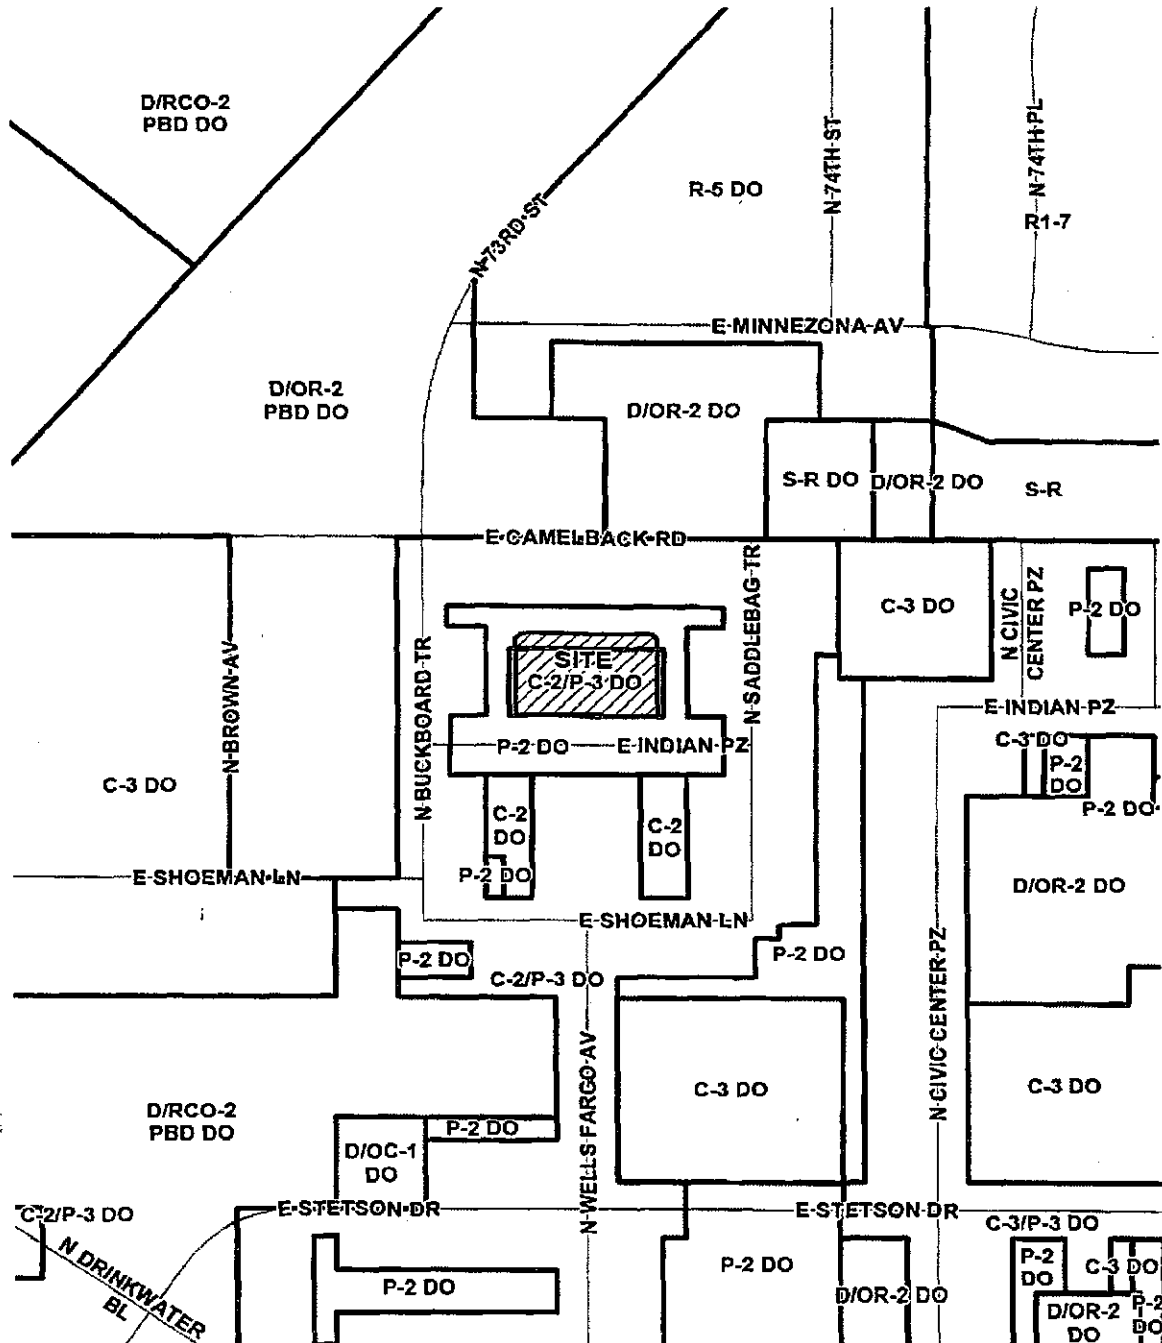 D/RCO-2
PBD DO
N 73RD ST
R-5 DO
N 74TH ST
N 74TH PL
R1-7
E MINNEZONA AV
D/OR-2
PBD DO
D/OR-2 DO
S-R DO
D/OR-2 DO
S-R
E CAMELBACK RD
N BROWN AV
N BUCKBOARD TR
SITE
C-2/P-3 DO
N SADDLEBAG TR
C-3 DO
N CIVIC
CENTER PZ
P-2 DO
E INDIAN PZ
P-2 DO
E INDIAN PZ
C-3 DO
P-2
DO
P-2 DO
C-3 DO
C-2
DO
C-2
DO
P-2 DO
E SHOEMAN LN
D/OR-2 DO
E SHOEMAN LN
P-2 DO
P-2 DO
C-2/P-3 DO
N CIVIC CENTER PZ
N WELLS FARGO AV
C-3 DO
C-3 DO
D/RCO-2
PBD DO
P-2 DO
D/OC-1
DO
E STETSON DR
E STETSON DR
C-2/P-3 DO
C-3/P-3 DO
N DRINKWATER
BL
P-2 DO
P-2 DO
D/OR-2 DO
P-2
DO
C-3 DO
D/OR-2
DO
P-2
DO